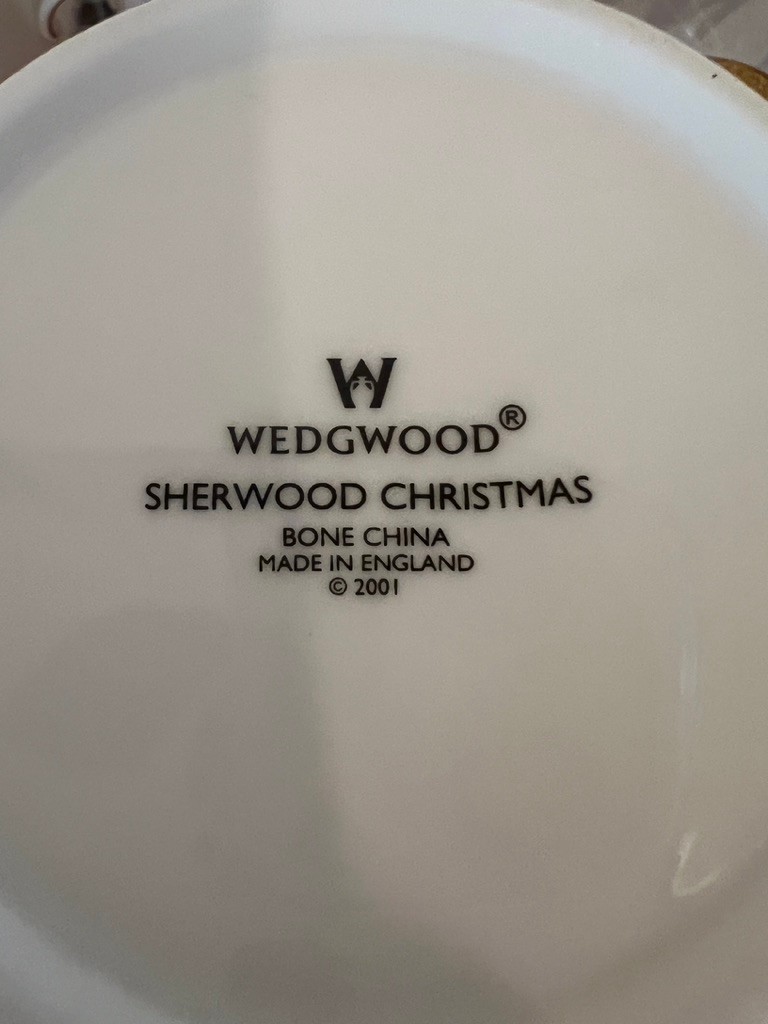 W
WEDGWOOD®
SHERWOOD CHRISTMAS
BONE CHINA
MADE IN ENGLAND
© 2001